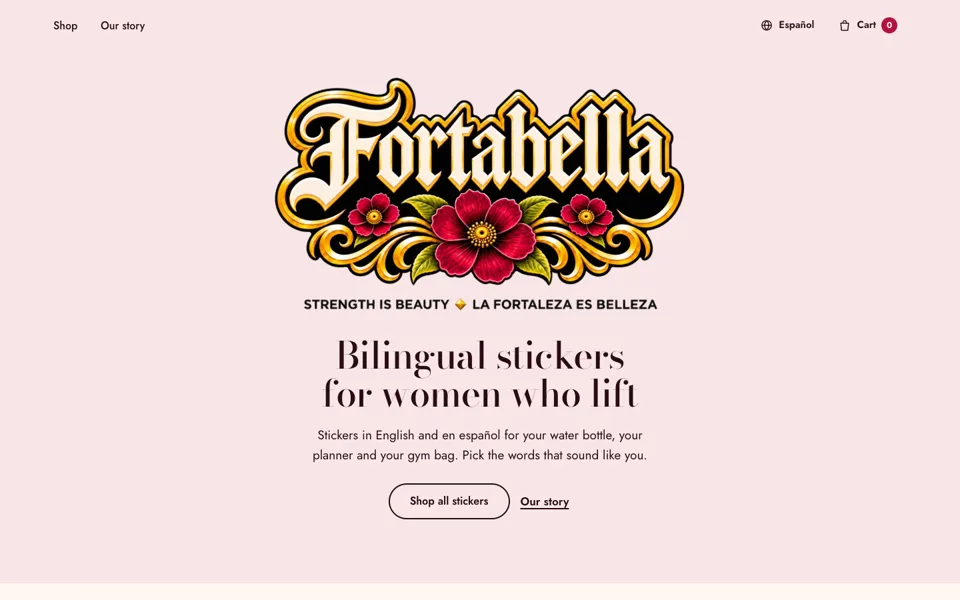 Shop
Our story
Español
Cart 0
Fortabella
STRENGTH IS BEAUTY LA FORTALEZA ES BELLEZA
Bilingual stickers
for women who lift
Stickers in English and en español for your water bottle, your
planner and your gym bag. Pick the words that sound like you.
Shop all stickers
Our story